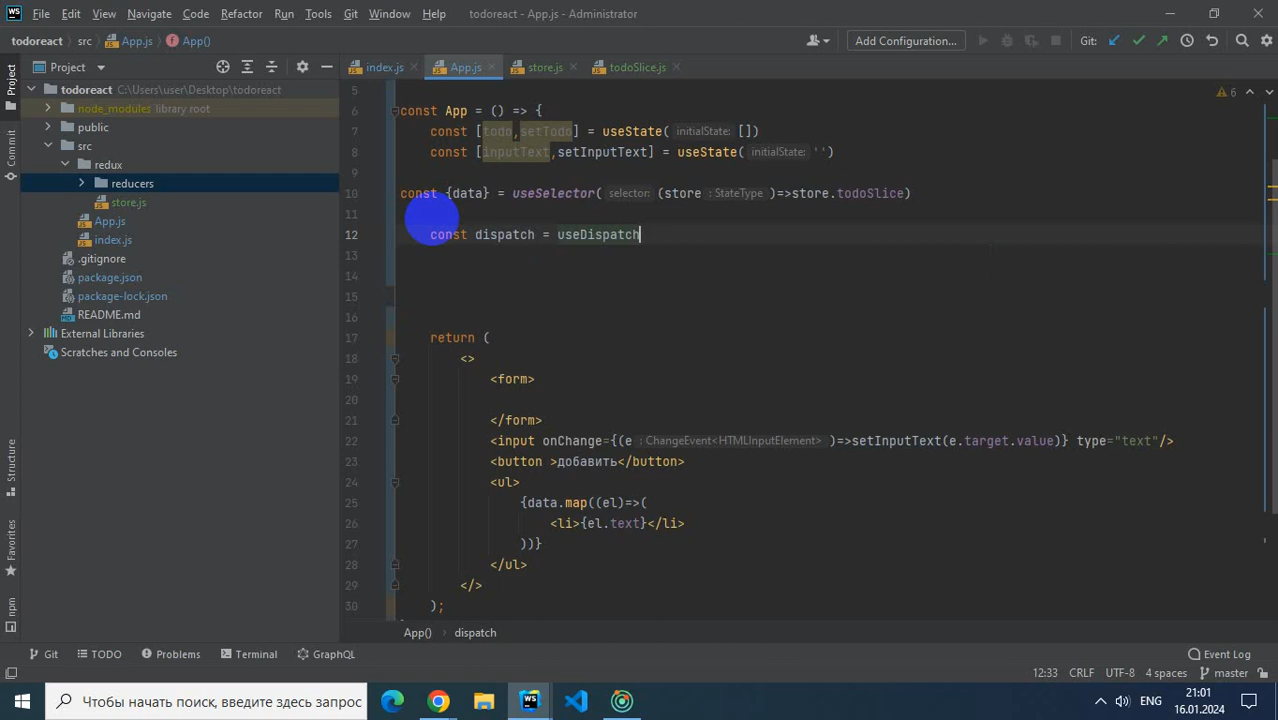 File Edit View Navigate Code Refactor Run Tools Git Window Help todoreact - App.js - Administrator
todoreact src App.js App() Add Configuration... Git:
Project index.js App.js store.js todoSlice.js
todoreact C:\Users\user\Desktop\todoreact
node_modules library root
public
src
redux
reducers
store.js
App.js
index.js
.gitignore
package.json
package-lock.json
README.md
External Libraries
Scratches and Consoles
Project
Commit
Structure
Favorites
npm
6
5
6 const App = () => {
7 const [todo,setTodo] = useState( initialState: [])
8 const [inputText,setInputText] = useState( initialState: '')
9
10 const {data} = useSelector( selector: (store : StateType )=>store.todoSlice)
11
12 const dispatch = useDispatch
13
14
15
16
17 return (
18 <>
19 <form>
20
21 </form>
22 <input onChange={(e : ChangeEvent<HTMLInputElement> )=>setInputText(e.target.value)} type="text"/>
23 <button >добавить</button>
24 <ul>
25 {data.map((el)=>(
26 <li>{el.text}</li>
27 ))}
28 </ul>
29 </>
30 );
App() dispatch
Git TODO Problems Terminal GraphQL Event Log
12:33 CRLF UTF-8 4 spaces master
Чтобы начать поиск, введите здесь запрос
ENG
21:01
16.01.2024